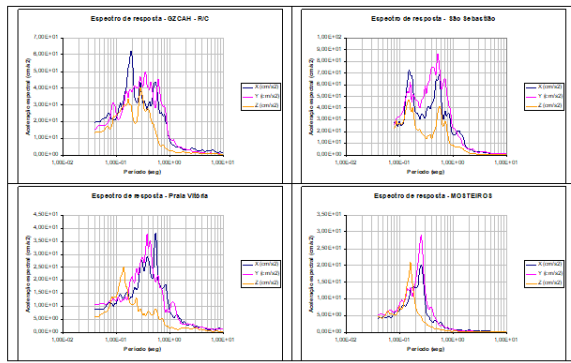 Espectro de resposta - GZCAH - R/C
Aceleração espectral (cm/s2)
7,00E+01
6,00E+01
5,00E+01
4,00E+01
3,00E+01
2,00E+01
1,00E+01
0,00E+00
1,00E-02 1,00E-01 1,00E+00 1,00E+01
Período (seg)
X (cm/s2)
Y (cm/s2)
Z (cm/s2)
Espectro de resposta - São Sebastião
Aceleração espectral (cm/s2)
1,00E+02
9,00E+01
8,00E+01
7,00E+01
6,00E+01
5,00E+01
4,00E+01
3,00E+01
2,00E+01
1,00E+01
0,00E+00
1,00E-02 1,00E-01 1,00E+00 1,00E+01
Período (seg)
X (cm/s2)
Y (cm/s2)
Z (cm/s2)
Espectro de resposta - Praia Vitória
Aceleração espectral (cm/s2)
4,50E+01
4,00E+01
3,50E+01
3,00E+01
2,50E+01
2,00E+01
1,50E+01
1,00E+01
5,00E+00
0,00E+00
1,00E-02 1,00E-01 1,00E+00 1,00E+01
Período (seg)
X (cm/s2)
Y (cm/s2)
Z (cm/s2)
Espectro de resposta - MOSTEIROS
Aceleração espectral (cm/s2)
3,50E+01
3,00E+01
2,50E+01
2,00E+01
1,50E+01
1,00E+01
5,00E+00
0,00E+00
1,00E-02 1,00E-01 1,00E+00 1,00E+01
Período (seg)
X (cm/s2)
Y (cm/s2)
Z (cm/s2)